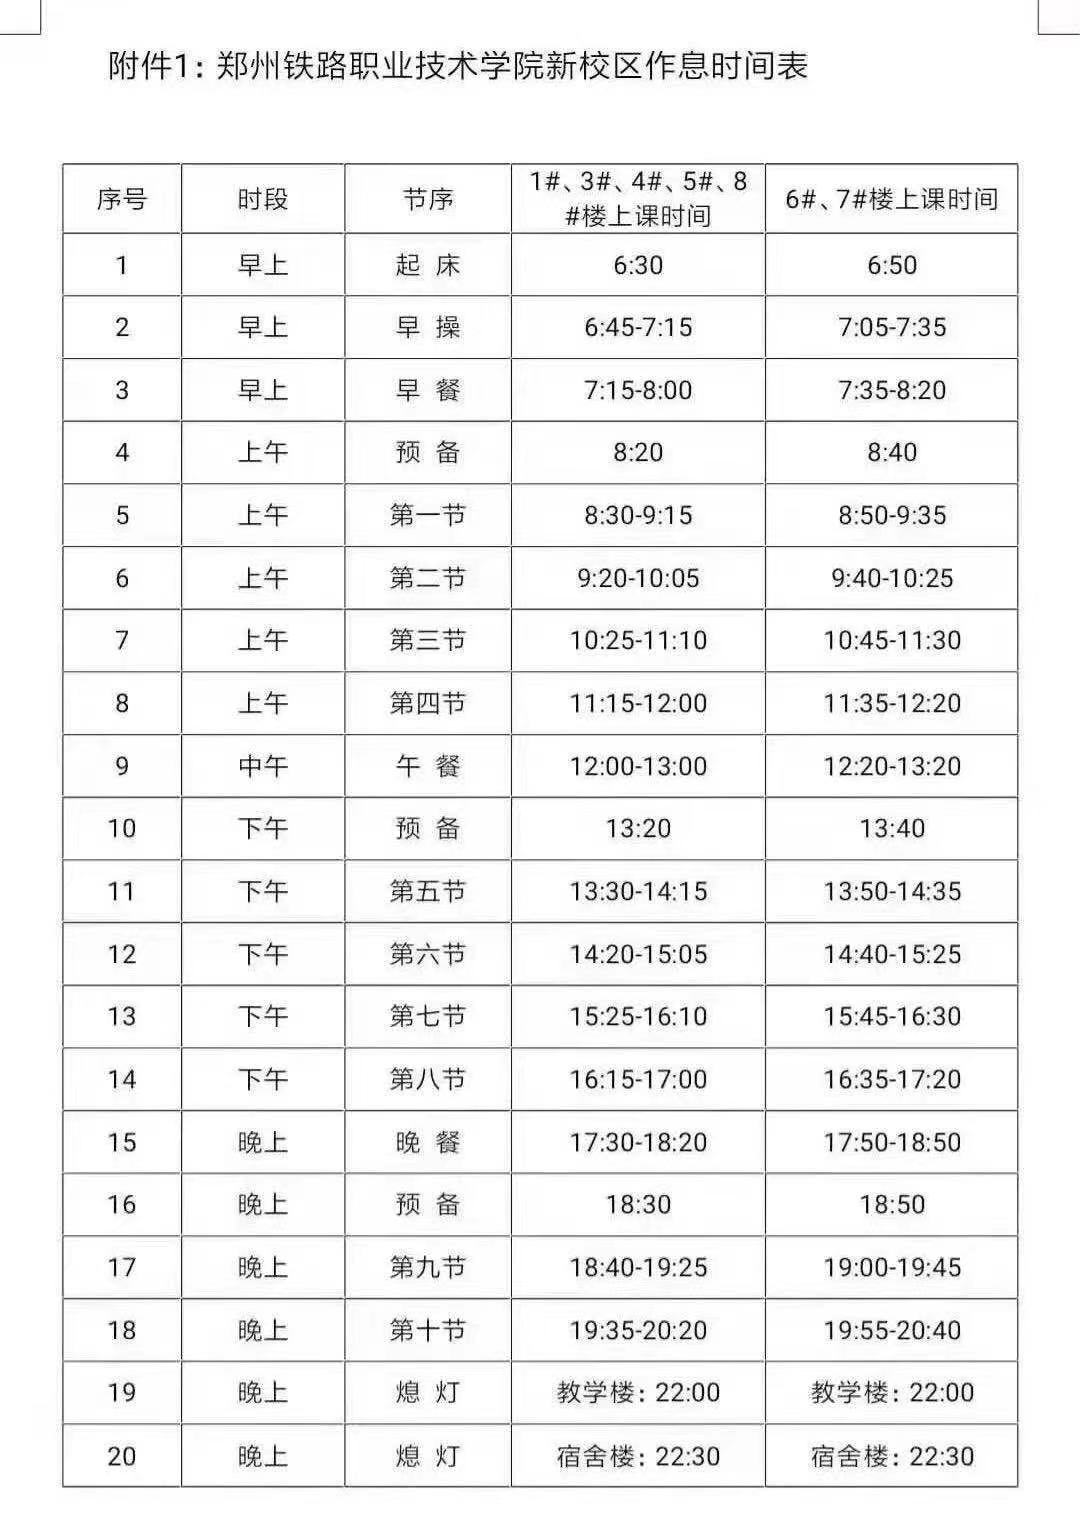 附件1：郑州铁路职业技术学院新校区作息时间表
序号 时段 节序 1#、3#、4#、5#、8#楼上课时间 6#、7#楼上课时间
1 早上 起 床 6:30 6:50
2 早上 早 操 6:45-7:15 7:05-7:35
3 早上 早 餐 7:15-8:00 7:35-8:20
4 上午 预 备 8:20 8:40
5 上午 第一节 8:30-9:15 8:50-9:35
6 上午 第二节 9:20-10:05 9:40-10:25
7 上午 第三节 10:25-11:10 10:45-11:30
8 上午 第四节 11:15-12:00 11:35-12:20
9 中午 午 餐 12:00-13:00 12:20-13:20
10 下午 预 备 13:20 13:40
11 下午 第五节 13:30-14:15 13:50-14:35
12 下午 第六节 14:20-15:05 14:40-15:25
13 下午 第七节 15:25-16:10 15:45-16:30
14 下午 第八节 16:15-17:00 16:35-17:20
15 晚上 晚 餐 17:30-18:20 17:50-18:50
16 晚上 预 备 18:30 18:50
17 晚上 第九节 18:40-19:25 19:00-19:45
18 晚上 第十节 19:35-20:20 19:55-20:40
19 晚上 熄 灯 教学楼：22:00 教学楼：22:00
20 晚上 熄 灯 宿舍楼：22:30 宿舍楼：22:30